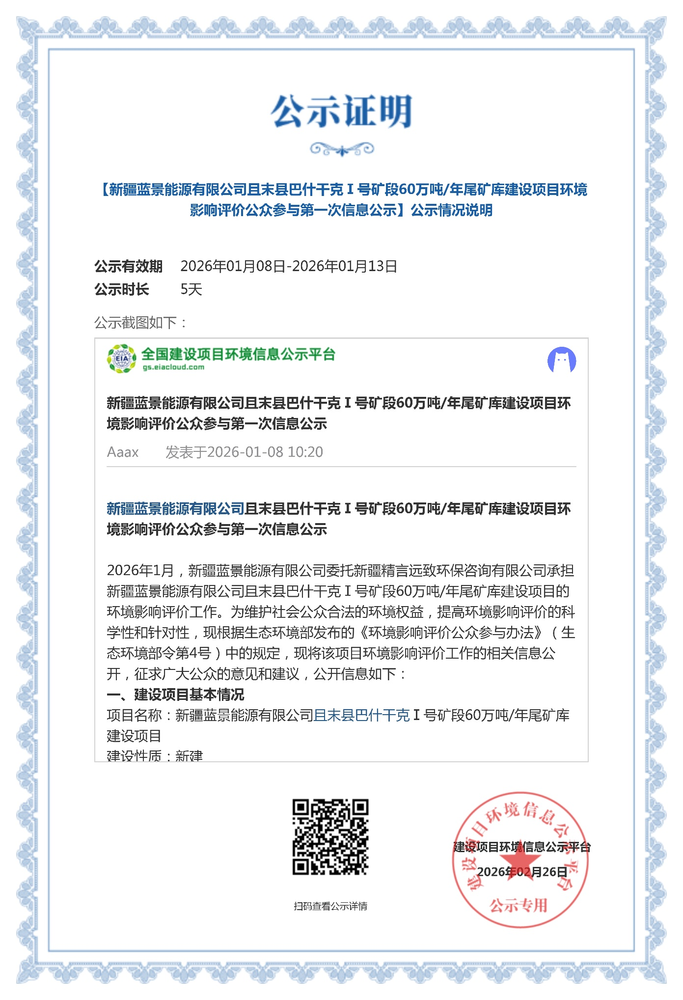 公示证明
【新疆蓝景能源有限公司且末县巴什干克Ⅰ号矿段60万吨/年尾矿库建设项目环境
影响评价公众参与第一次信息公示】公示情况说明
公示有效期 2026年01月08日-2026年01月13日
公示时长 5天
公示截图如下：
EIA
全国建设项目环境信息公示平台
gs.eiacloud.com
新疆蓝景能源有限公司且末县巴什干克Ⅰ号矿段60万吨/年尾矿库建设项目环
境影响评价公众参与第一次信息公示
Aaax 发表于2026-01-08 10:20
新疆蓝景能源有限公司且末县巴什干克Ⅰ号矿段60万吨/年尾矿库建设项目环
境影响评价公众参与第一次信息公示
2026年1月，新疆蓝景能源有限公司委托新疆精言远致环保咨询有限公司承担
新疆蓝景能源有限公司且末县巴什干克Ⅰ号矿段60万吨/年尾矿库建设项目的
环境影响评价工作。为维护社会公众合法的环境权益，提高环境影响评价的科
学性和针对性，现根据生态环境部发布的《环境影响评价公众参与办法》（生
态环境部令第4号）中的规定，现将该项目环境影响评价工作的相关信息公
开，征求广大公众的意见和建议，公开信息如下：
一、建设项目基本情况
项目名称：新疆蓝景能源有限公司且末县巴什干克Ⅰ号矿段60万吨/年尾矿库
建设项目
建设性质：新建
建设项目环境信息公示平台
建设项目环境信息公示平台
2026年02月26日
公示专用
扫码查看公示详情